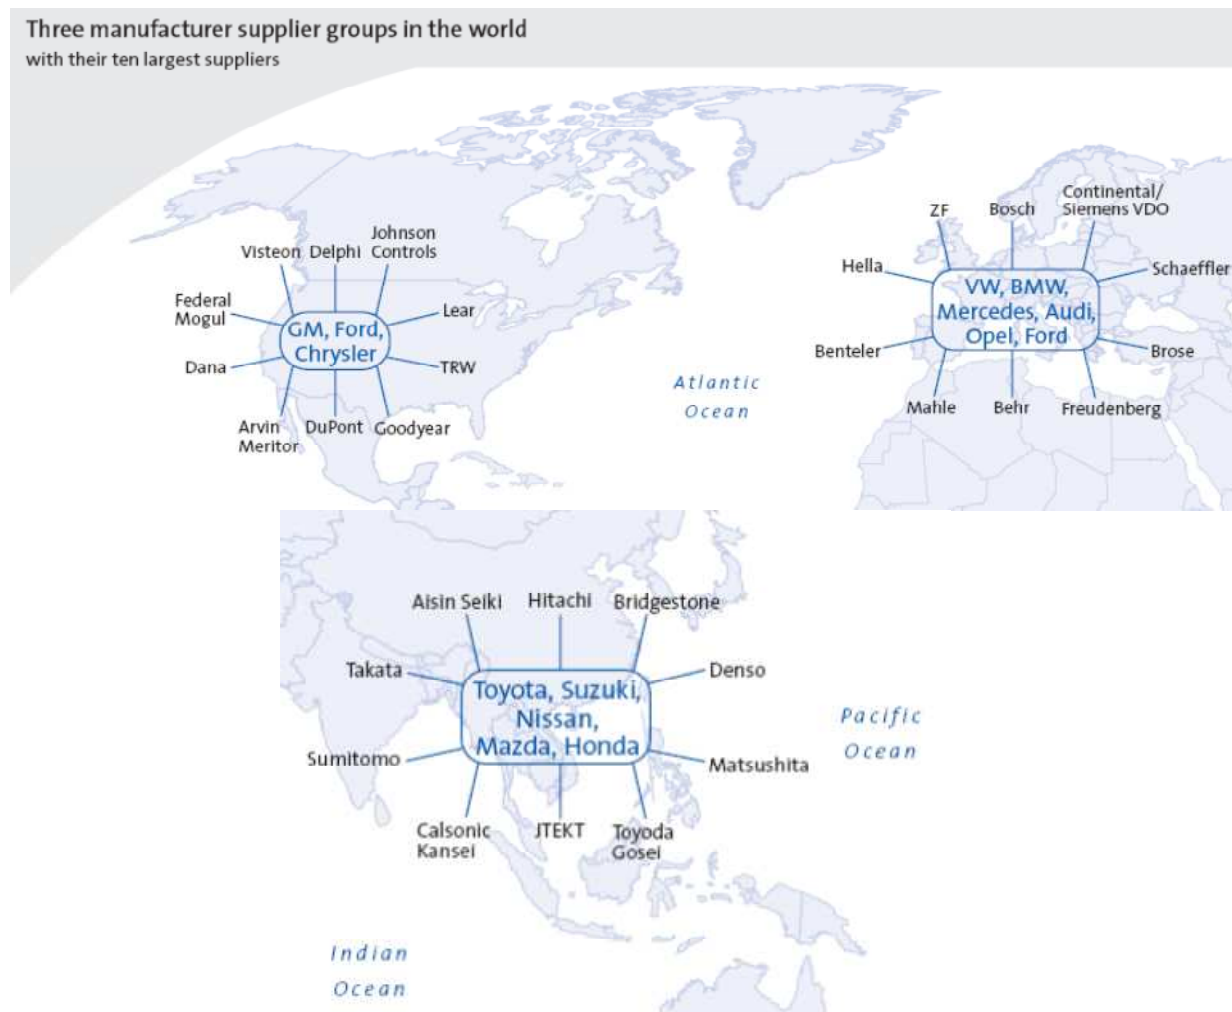 Three manufacturer supplier groups in the world
with their ten largest suppliers
Visteon
Delphi
Johnson
Controls
Federal
Mogul
Lear
GM, Ford,
Chrysler
Dana
TRW
Arvin
Meritor
DuPont
Goodyear
Atlantic
Ocean
ZF
Bosch
Continental/
Siemens VDO
Hella
Schaeffler
VW, BMW,
Mercedes, Audi,
Opel, Ford
Benteler
Brose
Mahle
Behr
Freudenberg
Aisin Seiki
Hitachi
Bridgestone
Takata
Denso
Toyota, Suzuki,
Nissan,
Mazda, Honda
Sumitomo
Matsushita
Calsonic
Kansei
JTEKT
Toyoda
Gosei
Pacific
Ocean
Indian
Ocean